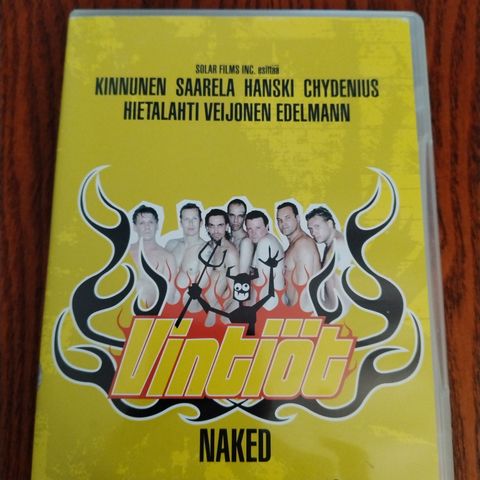 SOLAR FILMS INC. esittää
KINNUNEN SAARELA HANSKI CHYDENIUS
HIETALAHTI VEIJONEN EDELMANN
Vintiöt
NAKED